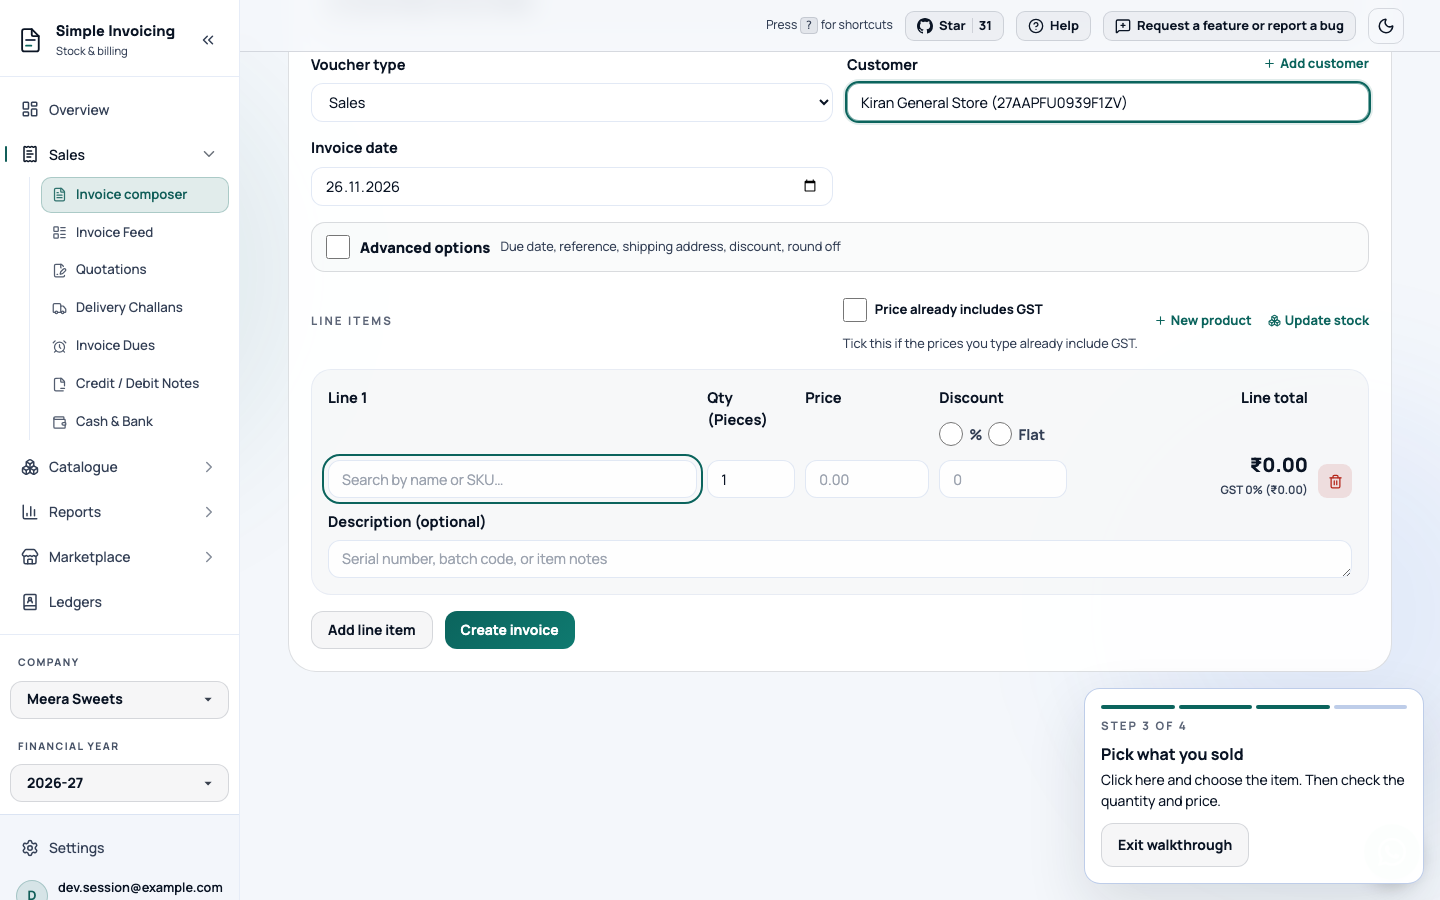 Simple Invoicing
Stock & billing
Overview
Sales
Invoice composer
Invoice Feed
Quotations
Delivery Challans
Invoice Dues
Credit / Debit Notes
Cash & Bank
Catalogue
Reports
Marketplace
Ledgers
COMPANY
Meera Sweets
FINANCIAL YEAR
2026-27
Settings
D
dev.session@example.com
Press ? for shortcuts
Star 31
Help
Request a feature or report a bug
Voucher type
Sales
Customer
+ Add customer
Kiran General Store (27AAPFU0939F1ZV)
Invoice date
26.11.2026
Advanced options Due date, reference, shipping address, discount, round off
LINE ITEMS
Price already includes GST
Tick this if the prices you type already include GST.
+ New product
Update stock
Line 1
Qty (Pieces)
Price
Discount
% Flat
Line total
Search by name or SKU...
1
0.00
0
₹0.00
GST 0% (₹0.00)
Description (optional)
Serial number, batch code, or item notes
Add line item
Create invoice
STEP 3 OF 4
Pick what you sold
Click here and choose the item. Then check the
quantity and price.
Exit walkthrough